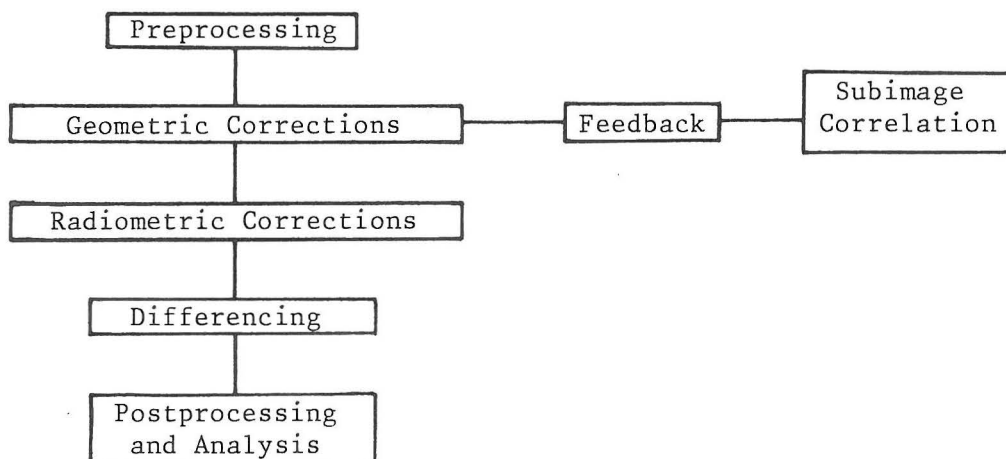 Preprocessing
Geometric Corrections
Feedback
Subimage
Correlation
Radiometric Corrections
Differencing
Postprocessing
and Analysis